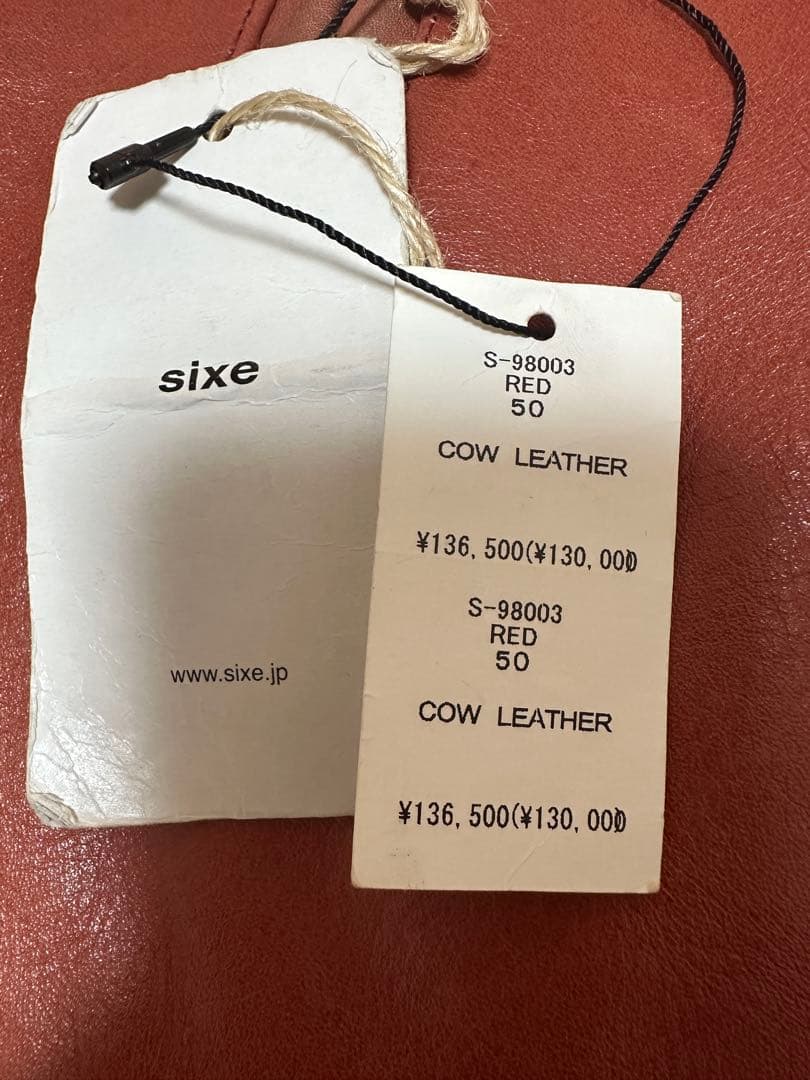 sixe
www.sixe.jp
S-98003
RED
50
COW LEATHER
¥136,500(¥130,000)
S-98003
RED
50
COW LEATHER
¥136,500(¥130,000)